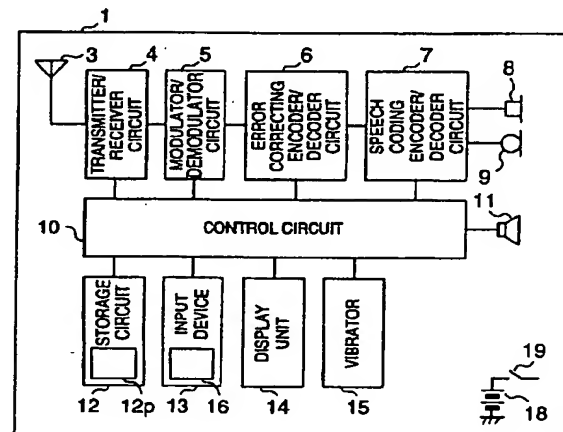 1
3
4
5
6
7
8
TRANSMITTER/
RECEIVER
CIRCUIT
MODULATOR/
DEMODULATOR
CIRCUIT
ERROR
CORRECTING
ENCODER/
DECODER
CIRCUIT
SPEECH
CODING
ENCODER/
DECODER
CIRCUIT
9
10
CONTROL CIRCUIT
11
STORAGE
CIRCUIT
INPUT
DEVICE
DISPLAY
UNIT
VIBRATOR
12
12p
13
16
14
15
19
18